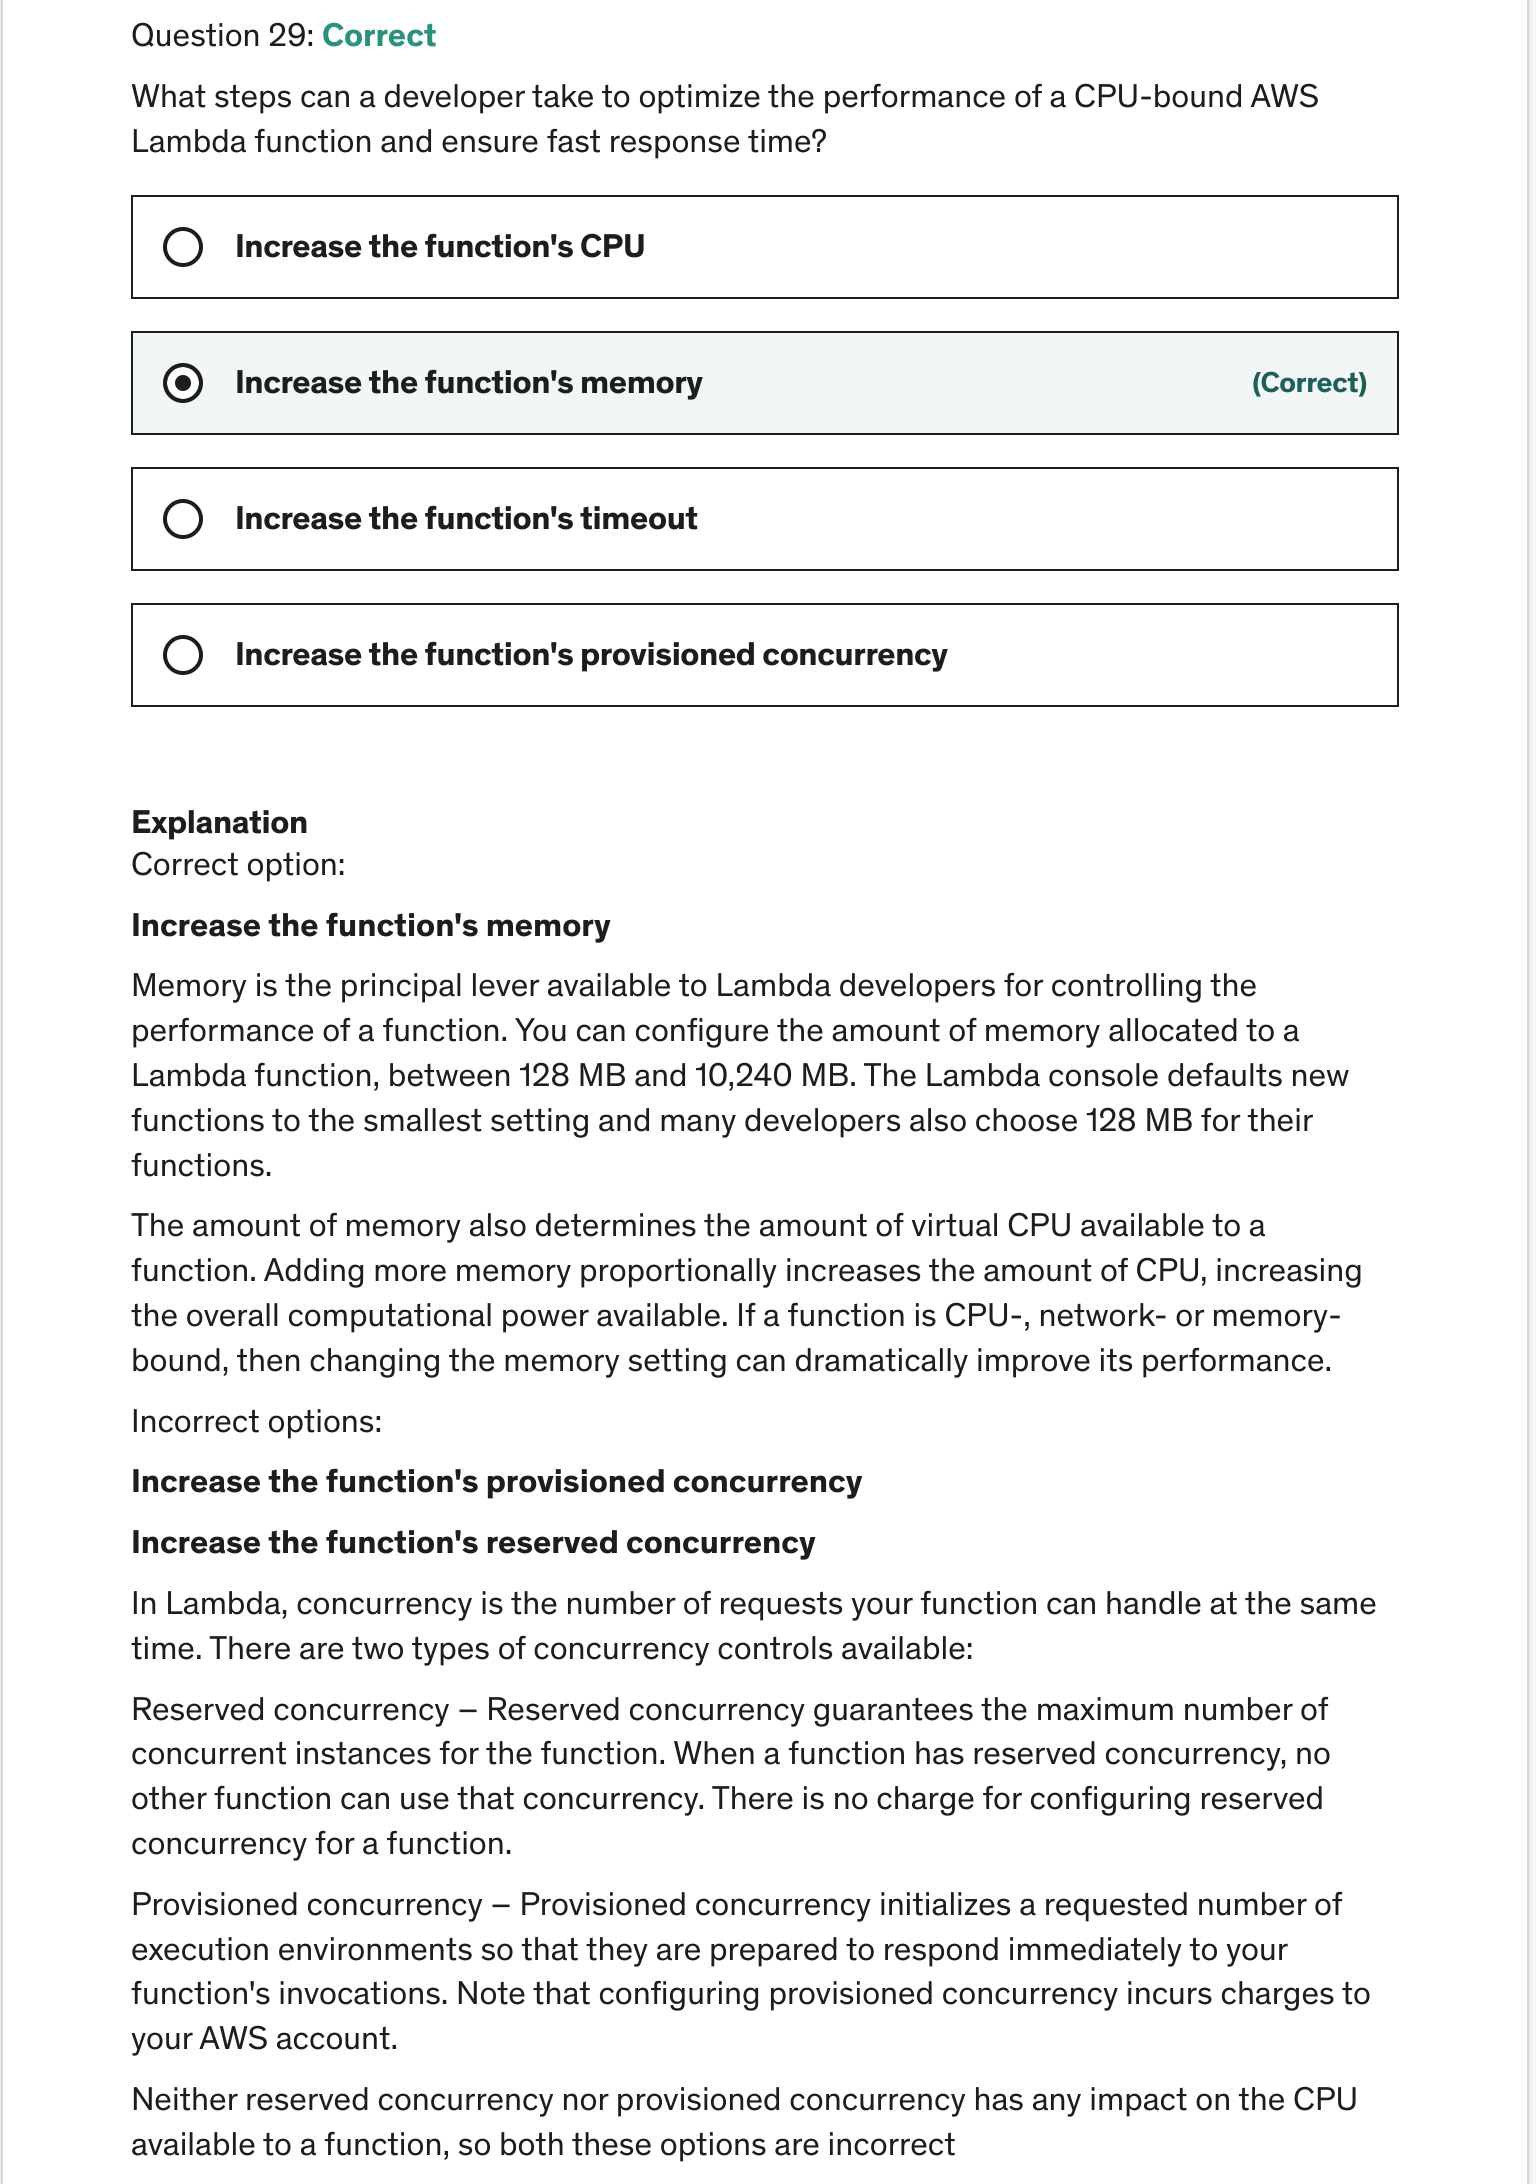 Question 29: Correct
What steps can a developer take to optimize the performance of a CPU-bound AWS
Lambda function and ensure fast response time?
Increase the function's CPU
Increase the function's memory (Correct)
Increase the function's timeout
Increase the function's provisioned concurrency
Explanation
Correct option:
Increase the function's memory
Memory is the principal lever available to Lambda developers for controlling the
performance of a function. You can configure the amount of memory allocated to a
Lambda function, between 128 MB and 10,240 MB. The Lambda console defaults new
functions to the smallest setting and many developers also choose 128 MB for their
functions.
The amount of memory also determines the amount of virtual CPU available to a
function. Adding more memory proportionally increases the amount of CPU, increasing
the overall computational power available. If a function is CPU-, network- or memory-
bound, then changing the memory setting can dramatically improve its performance.
Incorrect options:
Increase the function's provisioned concurrency
Increase the function's reserved concurrency
In Lambda, concurrency is the number of requests your function can handle at the same
time. There are two types of concurrency controls available:
Reserved concurrency – Reserved concurrency guarantees the maximum number of
concurrent instances for the function. When a function has reserved concurrency, no
other function can use that concurrency. There is no charge for configuring reserved
concurrency for a function.
Provisioned concurrency – Provisioned concurrency initializes a requested number of
execution environments so that they are prepared to respond immediately to your
function's invocations. Note that configuring provisioned concurrency incurs charges to
your AWS account.
Neither reserved concurrency nor provisioned concurrency has any impact on the CPU
available to a function, so both these options are incorrect